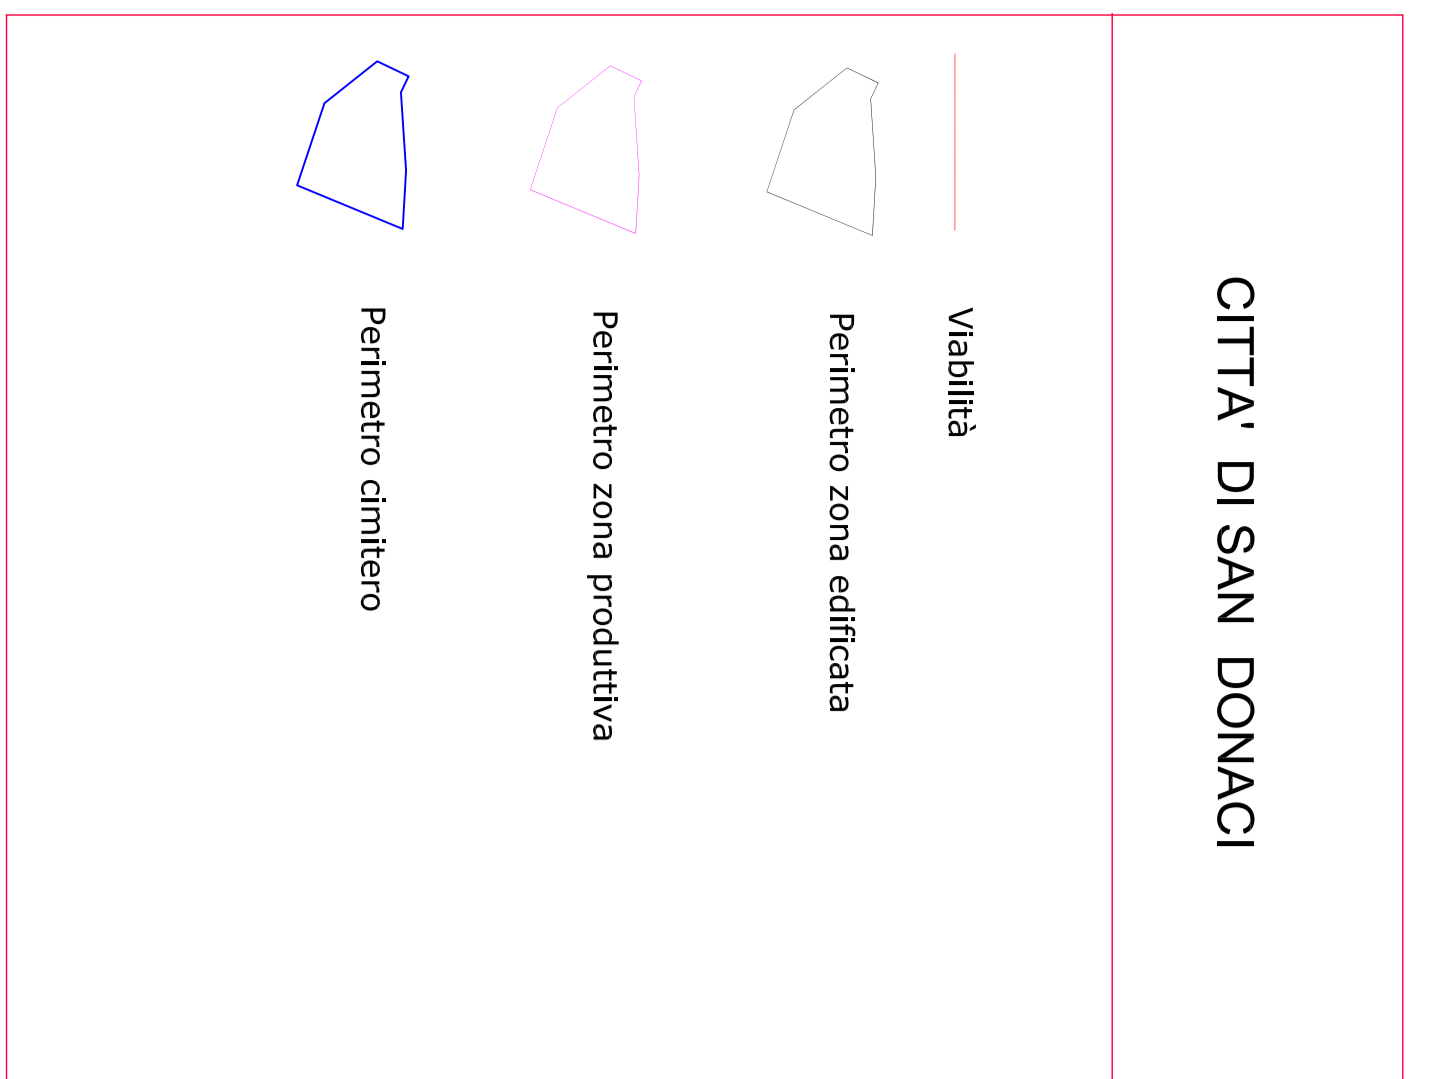 CITTA' DI SAN DONACI
Viabilità
Perimetro zona edificata
Perimetro zona produttiva
Perimetro cimitero